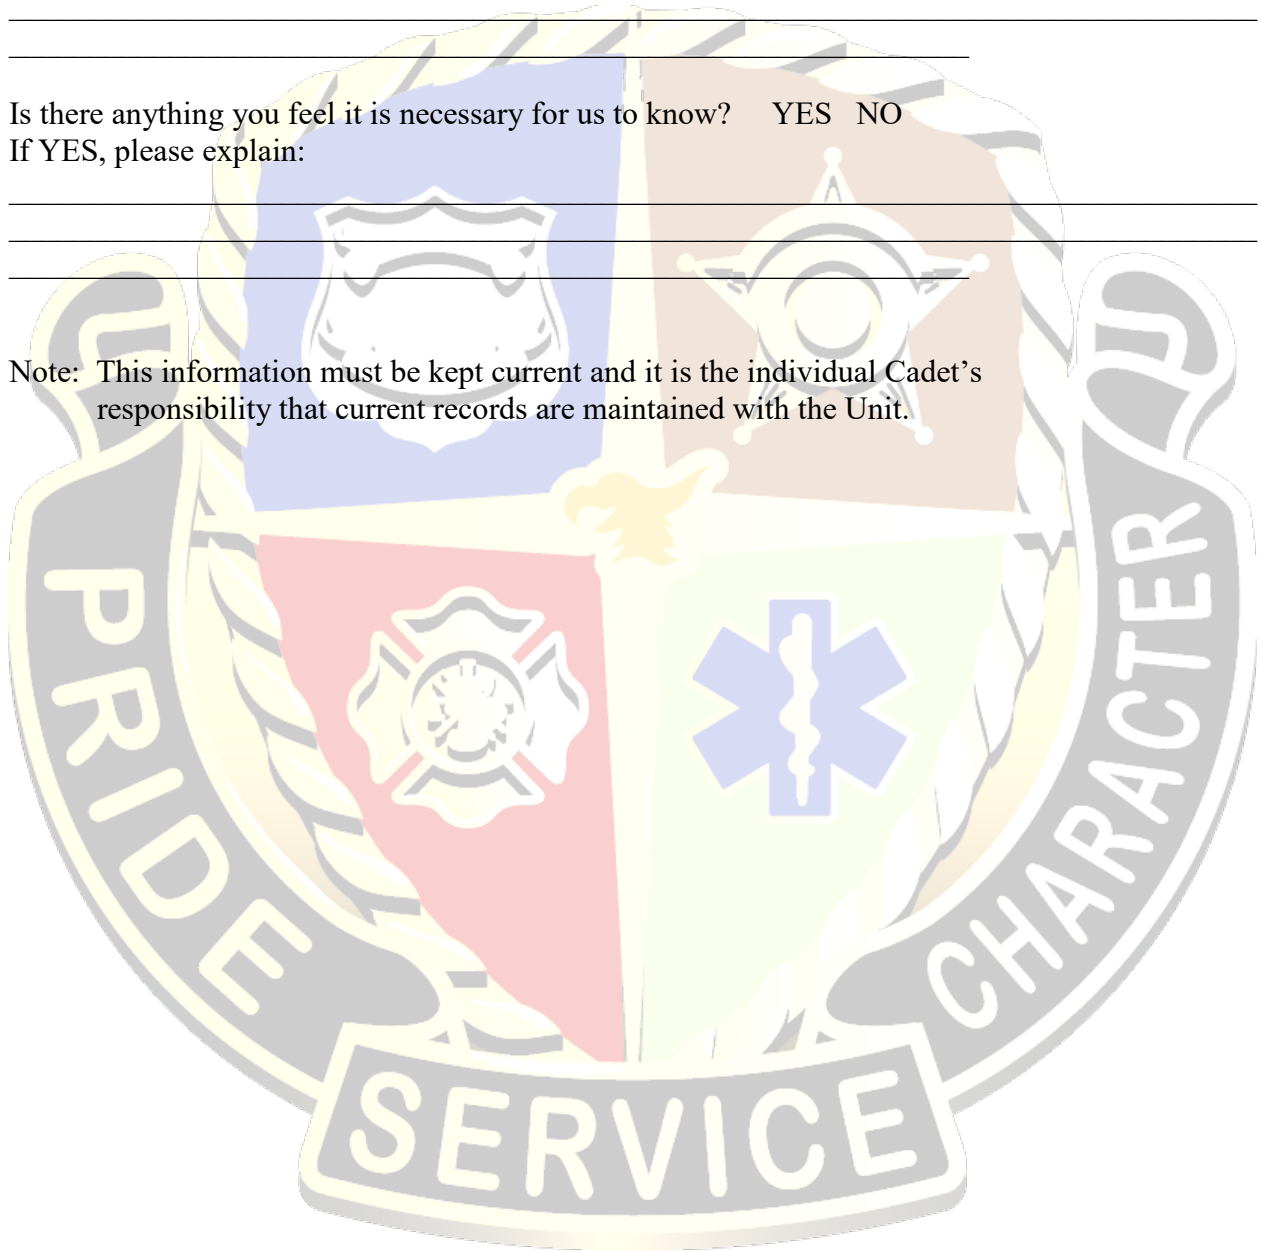 Is there anything you feel it is necessary for us to know? YES NO
If YES, please explain:
Note: This information must be kept current and it is the individual Cadet’s
responsibility that current records are maintained with the Unit.
PRIDE
CHARACTER
SERVICE